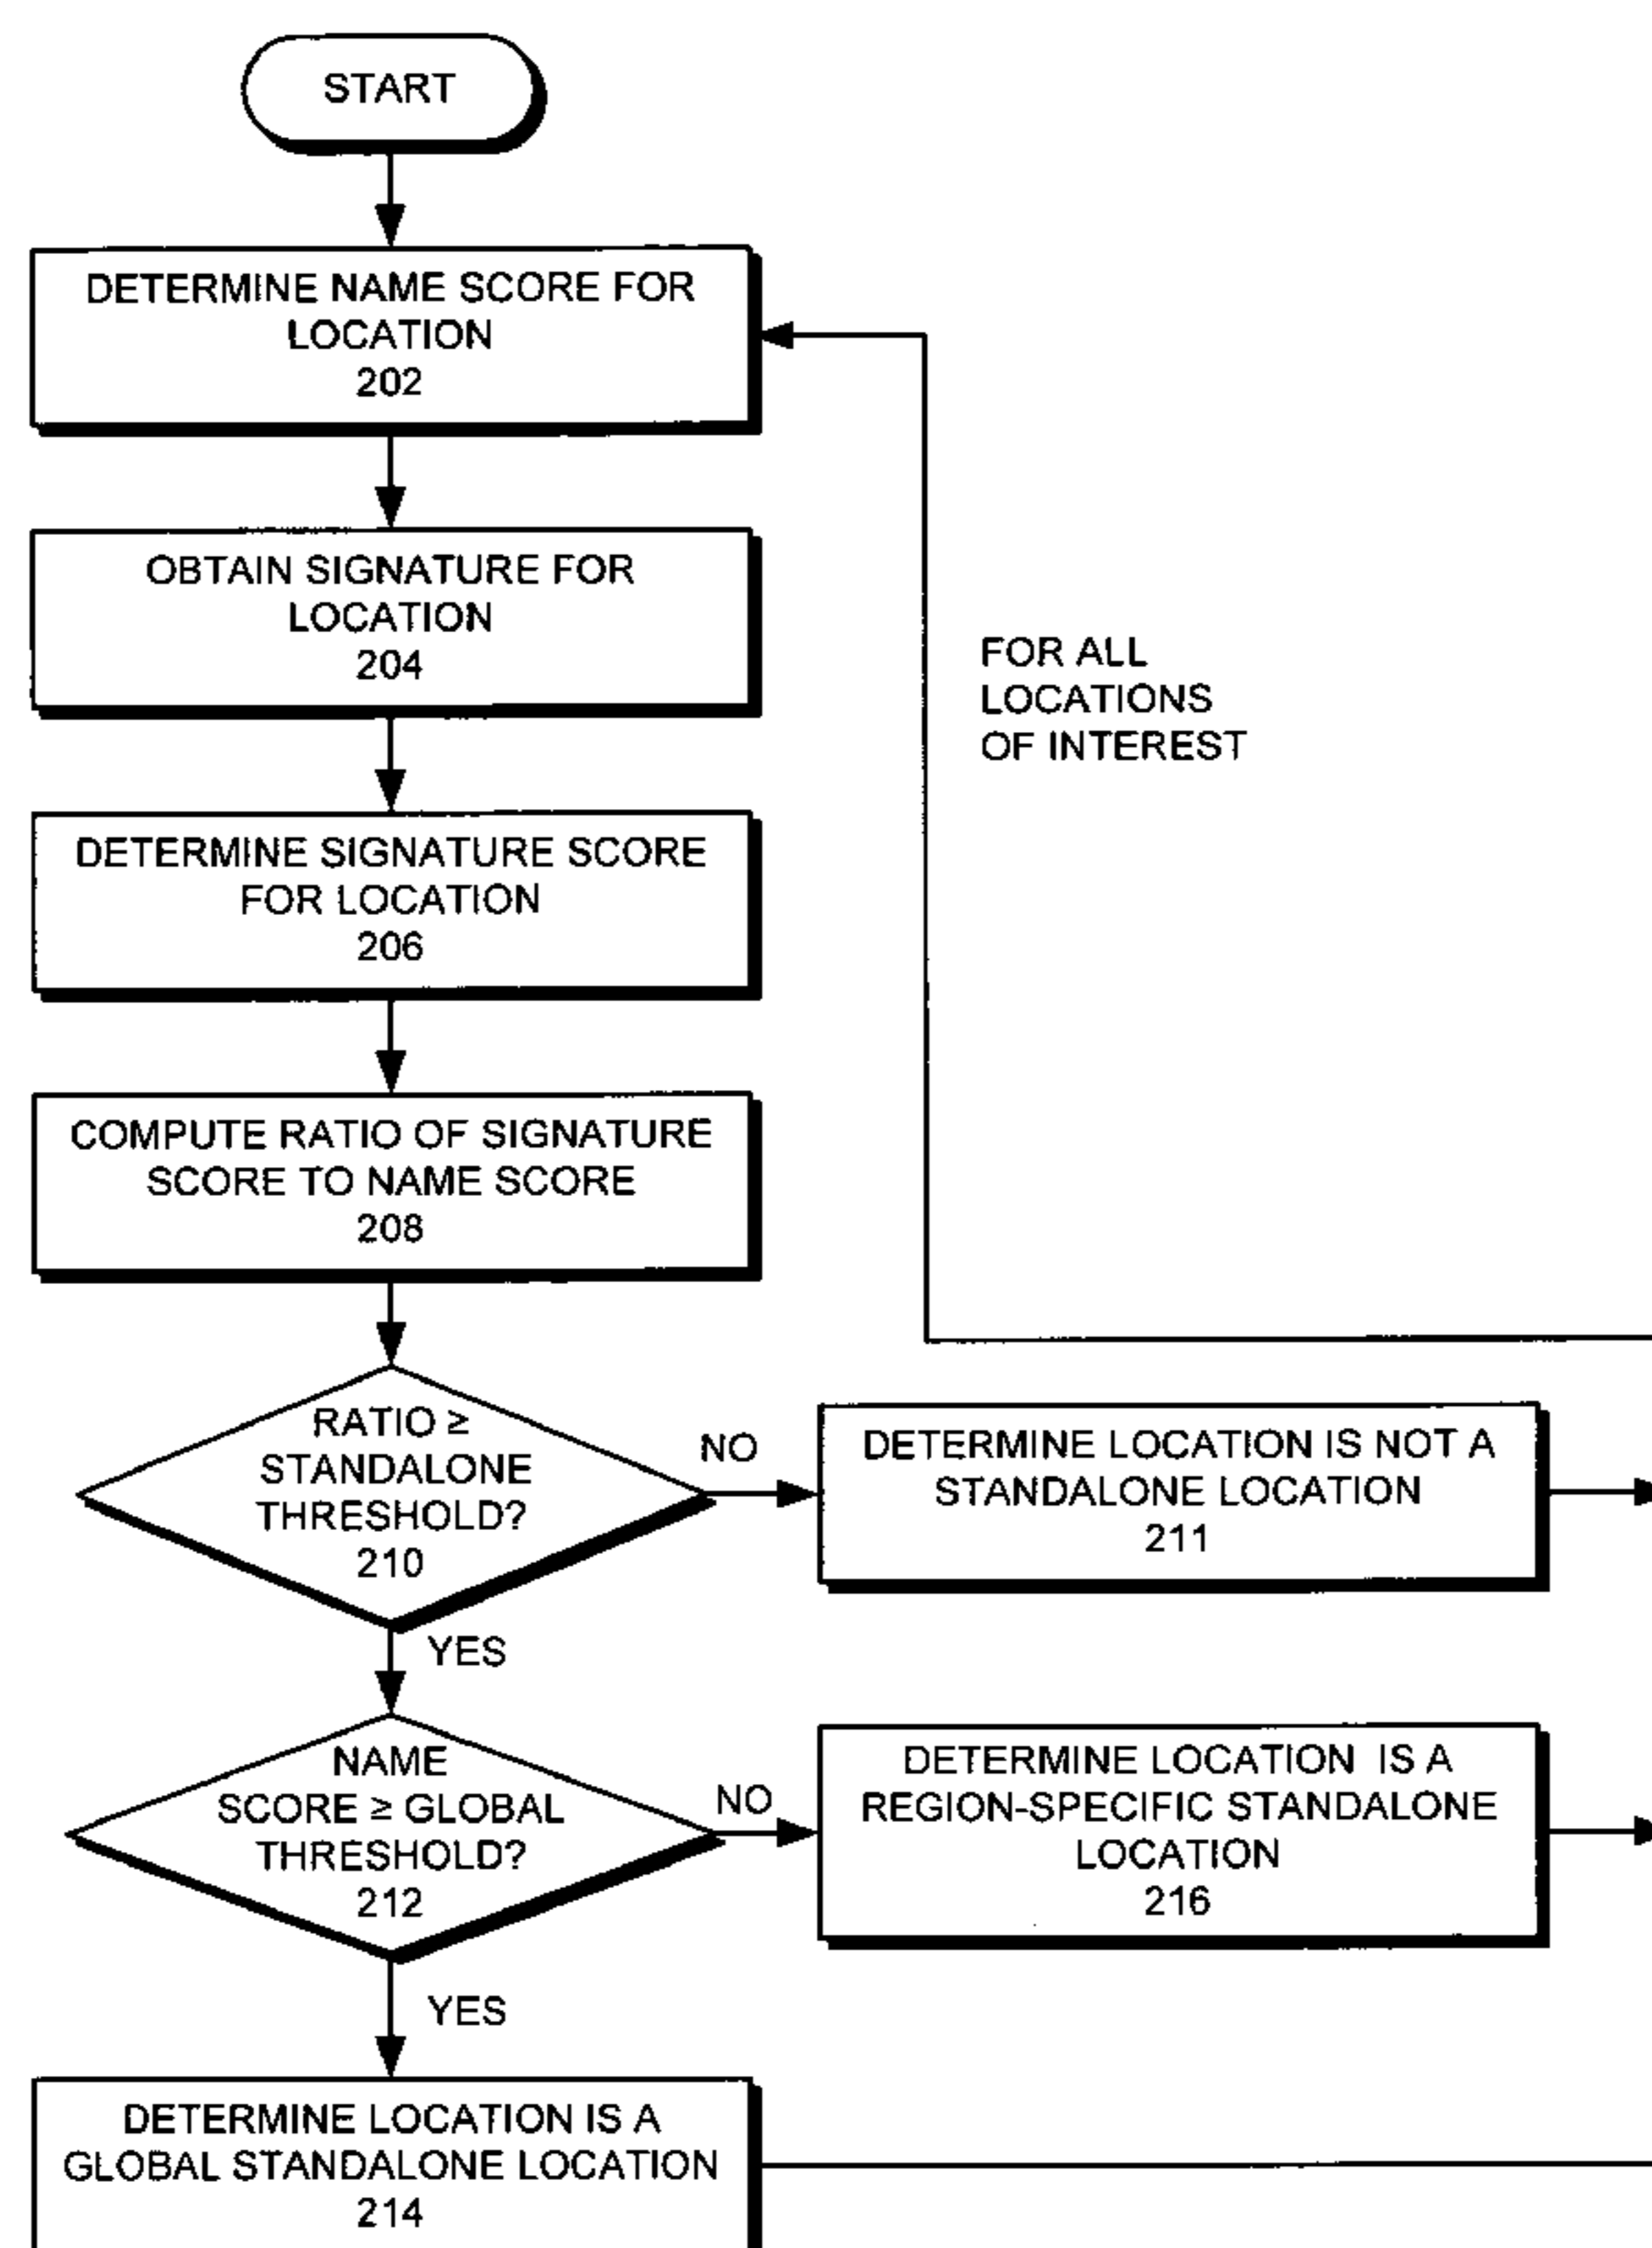 START
DETERMINE NAME SCORE FOR
LOCATION
202
OBTAIN SIGNATURE FOR
LOCATION
204
FOR ALL
LOCATIONS
OF INTEREST
DETERMINE SIGNATURE SCORE
FOR LOCATION
206
COMPUTE RATIO OF SIGNATURE
SCORE TO NAME SCORE
208
RATIO ≥
STANDALONE
THRESHOLD?
210
NO
DETERMINE LOCATION IS NOT A
STANDALONE LOCATION
211
YES
NAME
SCORE ≥ GLOBAL
THRESHOLD?
212
NO
DETERMINE LOCATION IS A
REGION-SPECIFIC STANDALONE
LOCATION
216
YES
DETERMINE LOCATION IS A
GLOBAL STANDALONE LOCATION
214